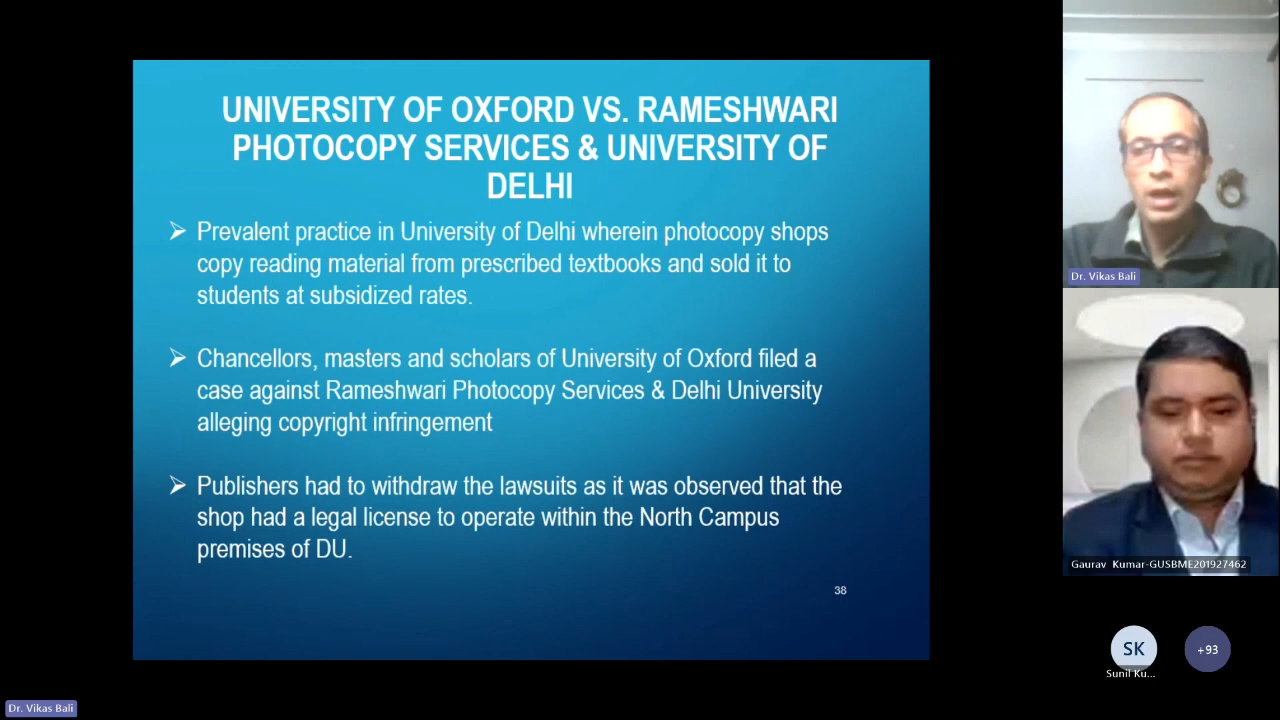 UNIVERSITY OF OXFORD VS. RAMESHWARI
PHOTOCOPY SERVICES & UNIVERSITY OF
DELHI
Prevalent practice in University of Delhi wherein photocopy shops
copy reading material from prescribed textbooks and sold it to
students at subsidized rates.
Chancellors, masters and scholars of University of Oxford filed a
case against Rameshwari Photocopy Services & Delhi University
alleging copyright infringement
Publishers had to withdraw the lawsuits as it was observed that the
shop had a legal license to operate within the North Campus
premises of DU.
38
Dr. Vikas Bali
Gaurav Kumar-GUSBME201927462
SK
Sunil Ku...
+93
Dr. Vikas Bali